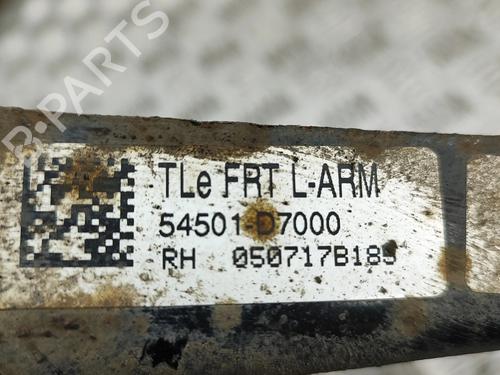 B-PARTS
TLe FRT L-ARM
54501-D7000
RH 050717B189